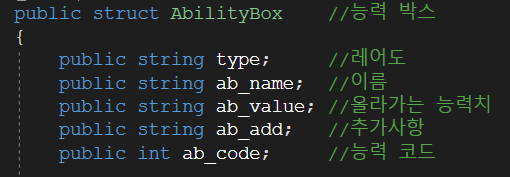 public struct AbilityBox //능력 박스
{
public string type; //레어도
public string ab_name; //이름
public string ab_value; //올라가는 능력치
public string ab_add; //추가사항
public int ab_code; //능력 코드